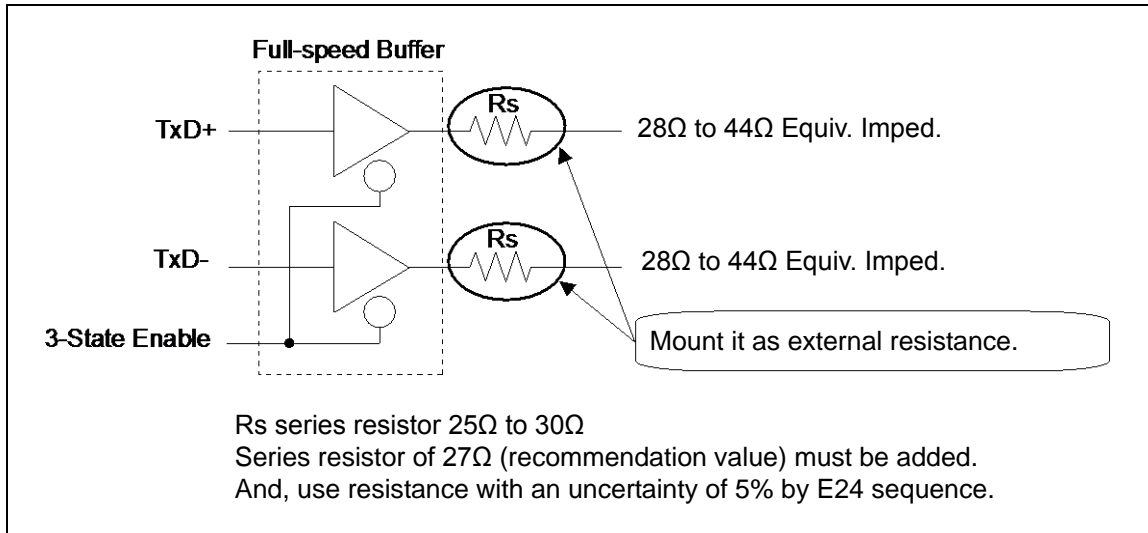 Full-speed Buffer
Rs
TxD+
28Ω to 44Ω Equiv. Imped.
Rs
TxD-
28Ω to 44Ω Equiv. Imped.
3-State Enable
Mount it as external resistance.
Rs series resistor 25Ω to 30Ω
Series resistor of 27Ω (recommendation value) must be added.
And, use resistance with an uncertainty of 5% by E24 sequence.